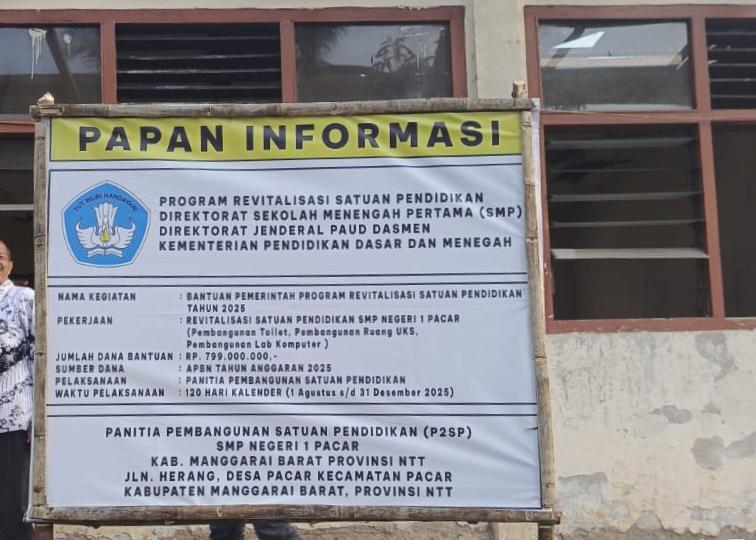 PAPAN INFORMASI
TUT WURI HANDAYANI
PROGRAM REVITALISASI SATUAN PENDIDIKAN
DIREKTORAT SEKOLAH MENENGAH PERTAMA (SMP)
DIREKTORAT JENDERAL PAUD DASMEN
KEMENTERIAN PENDIDIKAN DASAR DAN MENEGAH
NAMA KEGIATAN : BANTUAN PEMERINTAH PROGRAM REVITALISASI SATUAN PENDIDIKAN
TAHUN 2025
PEKERJAAN : REVITALISASI SATUAN PENDIDIKAN SMP NEGERI 1 PACAR
(Pembangunan Toilet, Pembangunan Ruang UKS,
Pembangunan Lab Komputer )
JUMLAH DANA BANTUAN : RP. 799.000.000,-
SUMBER DANA : APBN TAHUN ANGGARAN 2025
PELAKSANAAN : PANITIA PEMBANGUNAN SATUAN PENDIDIKAN
WAKTU PELAKSANAAN : 120 HARI KALENDER (1 Agustus s/d 31 Desember 2025)
PANITIA PEMBANGUNAN SATUAN PENDIDIKAN (P2SP)
SMP NEGERI 1 PACAR
KAB. MANGGARAI BARAT PROVINSI NTT
JLN. HERANG, DESA PACAR KECAMATAN PACAR
KABUPATEN MANGGARAI BARAT, PROVINSI NTT